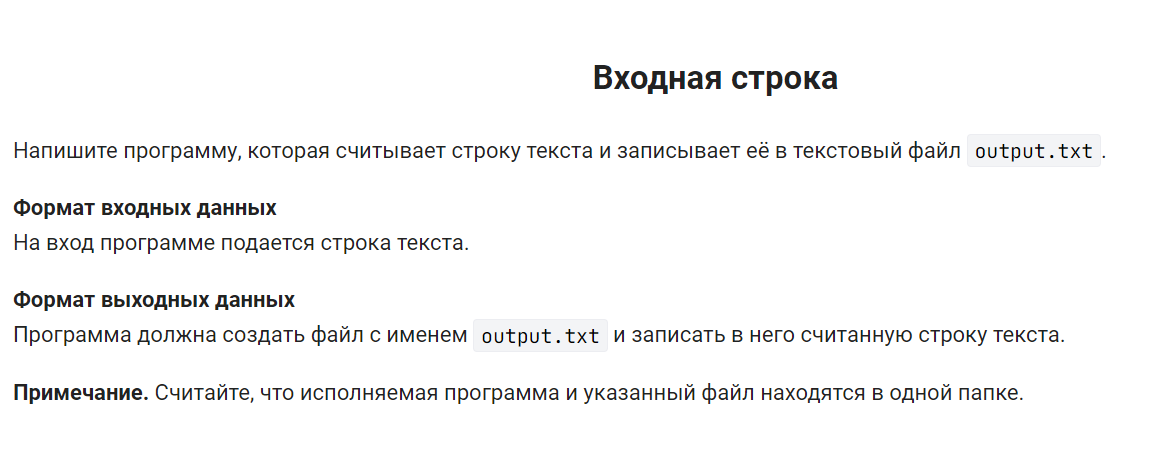 Входная строка
Напишите программу, которая считывает строку текста и записывает её в текстовый файл output.txt.
Формат входных данных
На вход программе подается строка текста.
Формат выходных данных
Программа должна создать файл с именем output.txt и записать в него считанную строку текста.
Примечание. Считайте, что исполняемая программа и указанный файл находятся в одной папке.